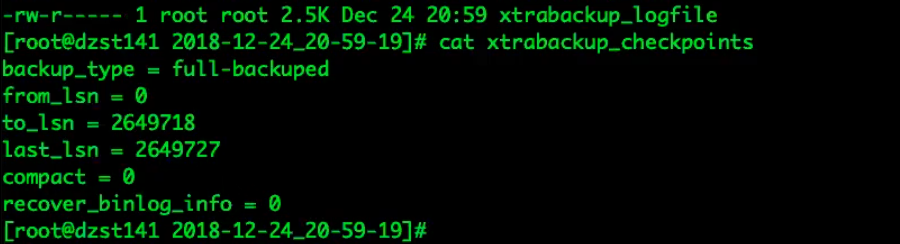 -rw-r----- 1 root root 2.5K Dec 24 20:59 xtrabackup_logfile
[root@dzst141 2018-12-24_20-59-19]# cat xtrabackup_checkpoints
backup_type = full-backuped
from_lsn = 0
to_lsn = 2649718
last_lsn = 2649727
compact = 0
recover_binlog_info = 0
[root@dzst141 2018-12-24_20-59-19]#